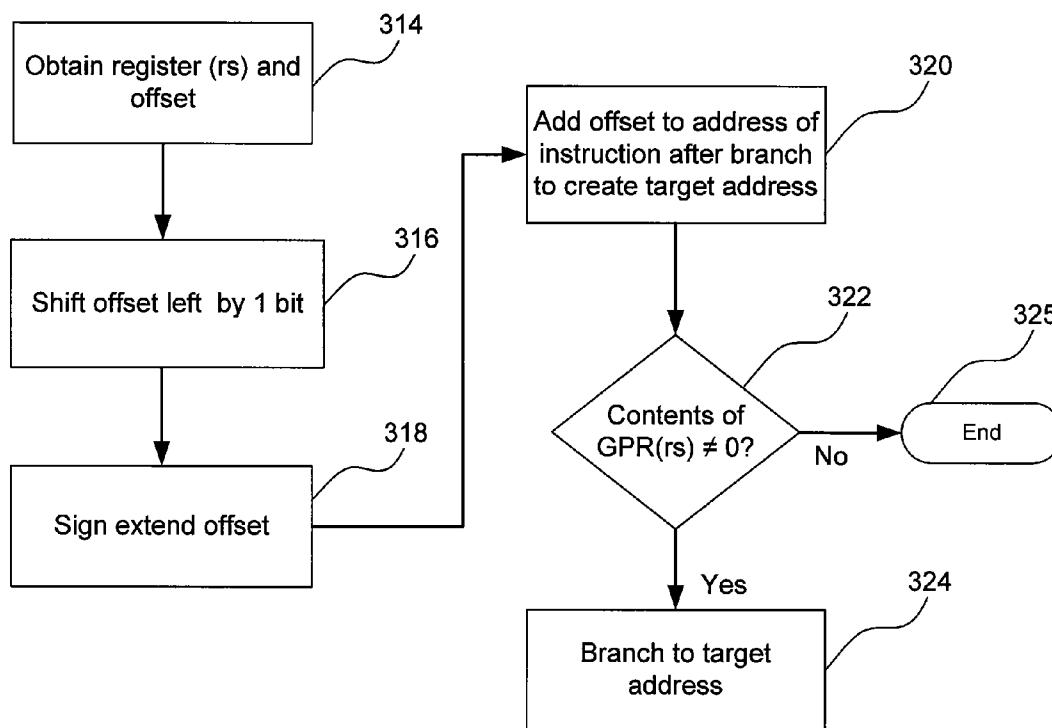 314
Obtain register (rs) and
offset
316
Shift offset left by 1 bit
318
Sign extend offset
320
Add offset to address of
instruction after branch
to create target address
322
Contents of
GPR(rs) ≠ 0?
No
325
End
Yes
324
Branch to target
address